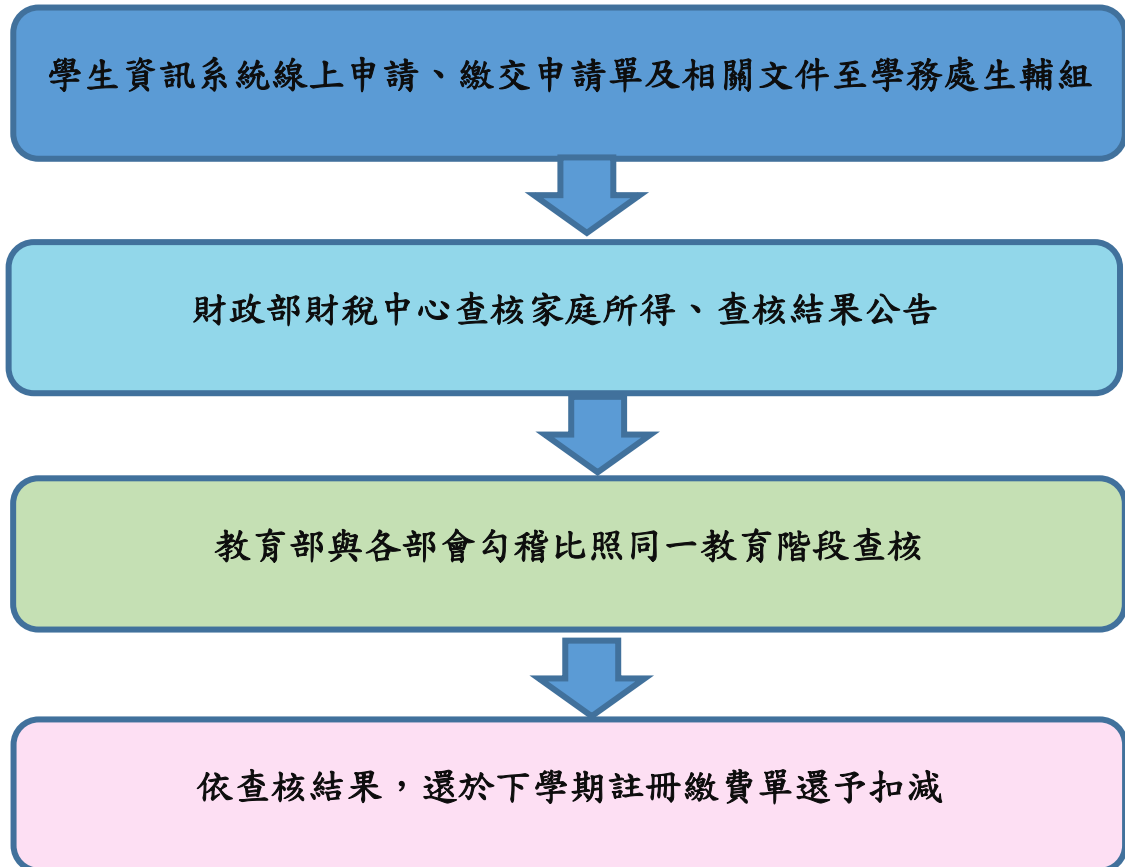 學生資訊系統線上申請、繳交申請單及相關文件至學務處生輔組
財政部財稅中心查核家庭所得、查核結果公告
教育部與各部會勾稽比照同一教育階段查核
依查核結果，還於下學期註冊繳費單還予扣減